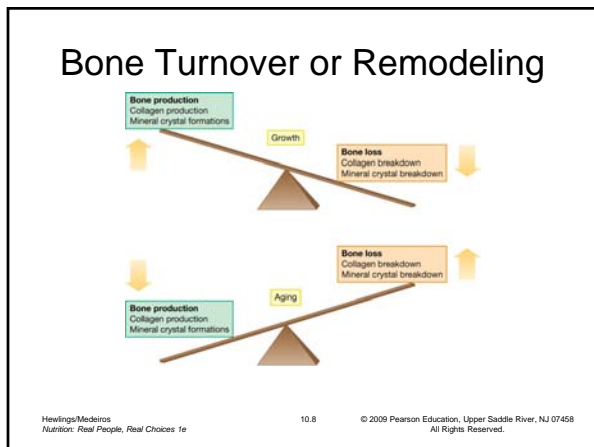 Bone Turnover or Remodeling
Bone production
Collagen production
Mineral crystal formations
Growth
Bone loss
Collagen breakdown
Mineral crystal breakdown
Bone loss
Collagen breakdown
Mineral crystal breakdown
Aging
Bone production
Collagen production
Mineral crystal formations
Hewlings/Medeiros
Nutrition: Real People, Real Choices 1e
10.8
© 2009 Pearson Education, Upper Saddle River, NJ 07458
All Rights Reserved.